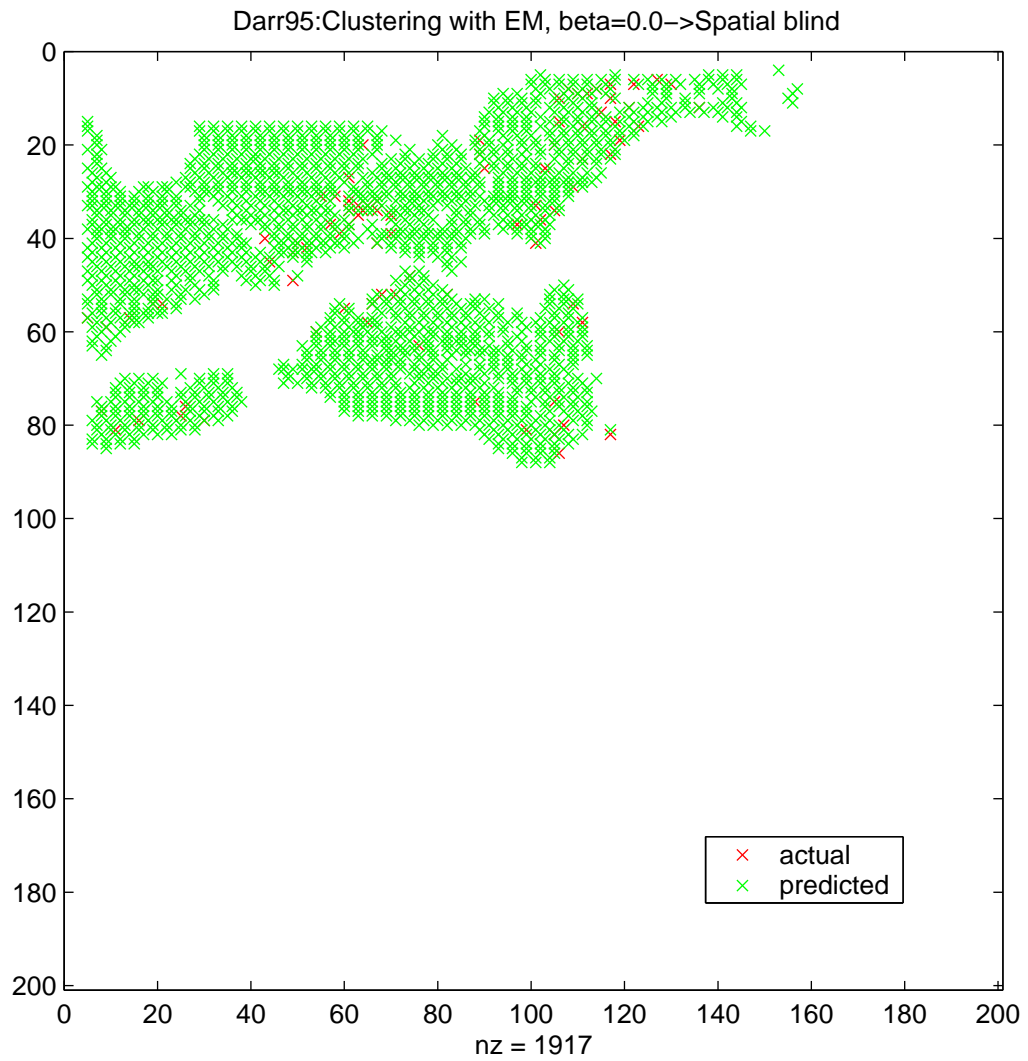 Darr95:Clustering with EM, beta=0.0->Spatial blind
0
20
40
60
80
100
120
140
160
180
200
actual
predicted
0 20 40 60 80 100 120 140 160 180 200
nz = 1917